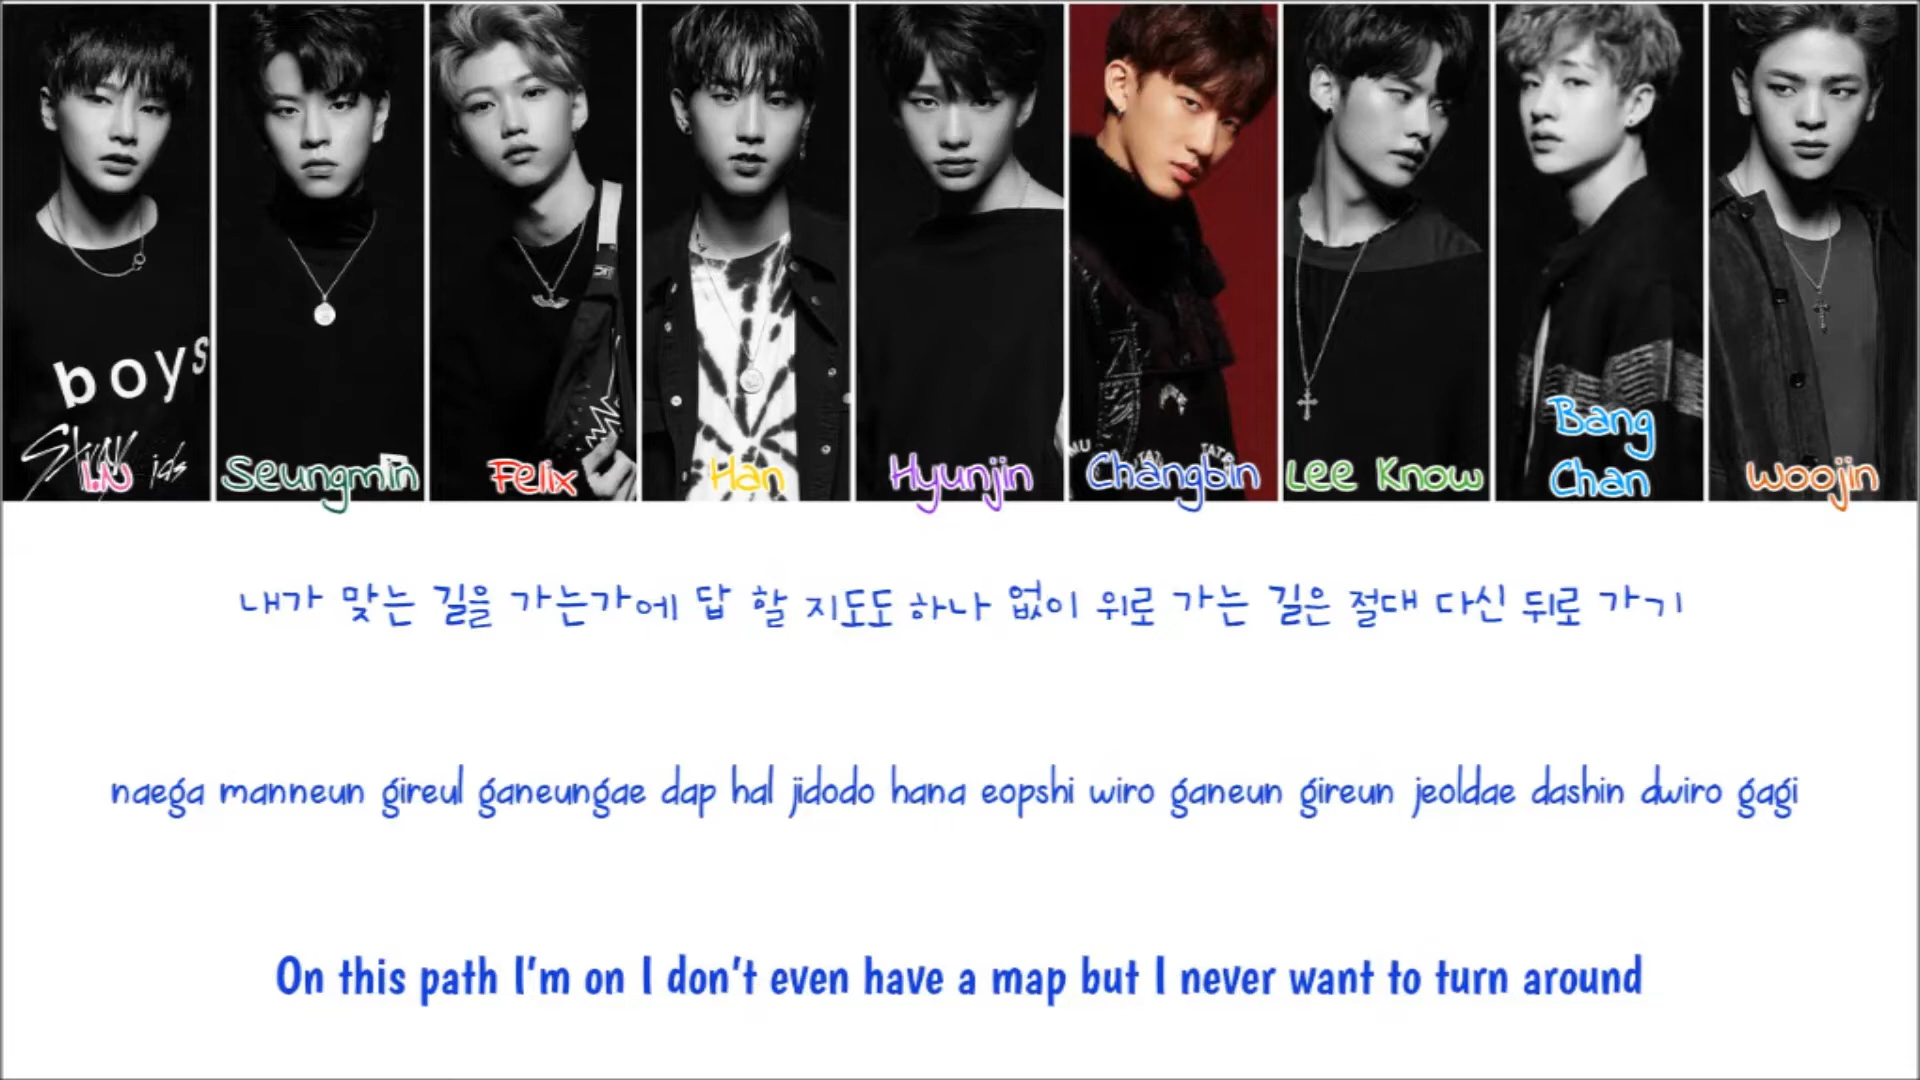 boys
Stray ids
I.N
Seungmin
Felix
Han
Hyunjin
Changbin
Lee Know
Bang
Chan
Woojin
내가 맞는 길을 가는가에 답 할 지도도 하나 없이 위로 가는 길은 절대 다신 뒤로 가기
naega manneun gireul ganeungae dap hal jidodo hana eopshi wiro ganeun gireun jeoldae dashin dwiro gagi
On this path I'm on I don't even have a map but I never want to turn around